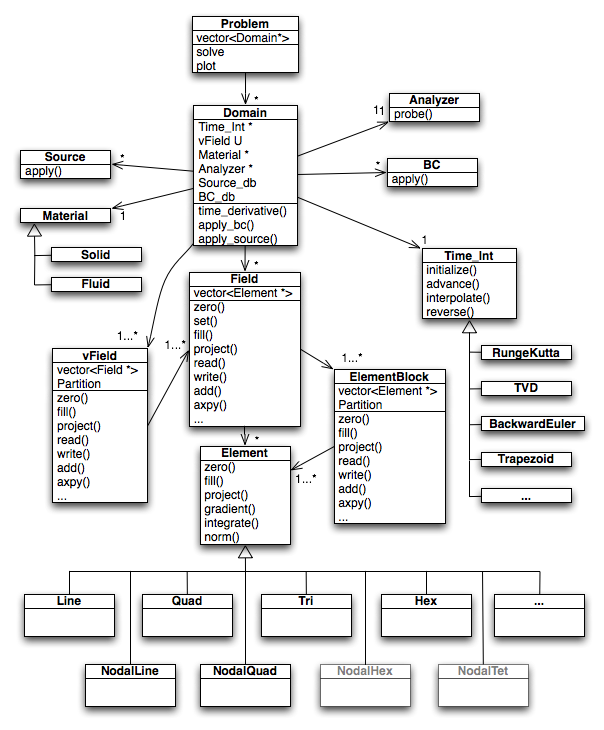 Problem
vector<Domain*>
solve
plot
*
Domain
Time_Int *
vField U
Material *
Analyzer *
Source_db
BC_db
time_derivative()
apply_bc()
apply_source()
Analyzer
probe()
11
Source
apply()
*
BC
apply()
*
Material
1
Solid
Fluid
1
Time_Int
initialize()
advance()
interpolate()
reverse()
*
Field
vector<Element *>
zero()
set()
fill()
project()
read()
write()
add()
axpy()
...
1...*
1...*
vField
vector<Field *>
Partition
zero()
fill()
project()
read()
write()
add()
axpy()
...
1...*
ElementBlock
vector<Element *>
Partition
zero()
fill()
project()
read()
write()
add()
axpy()
...
RungeKutta
TVD
BackwardEuler
Trapezoid
...
*
1...*
Element
zero()
fill()
project()
gradient()
integrate()
norm()
Line
Quad
Tri
Hex
...
NodalLine
NodalQuad
NodalHex
NodalTet